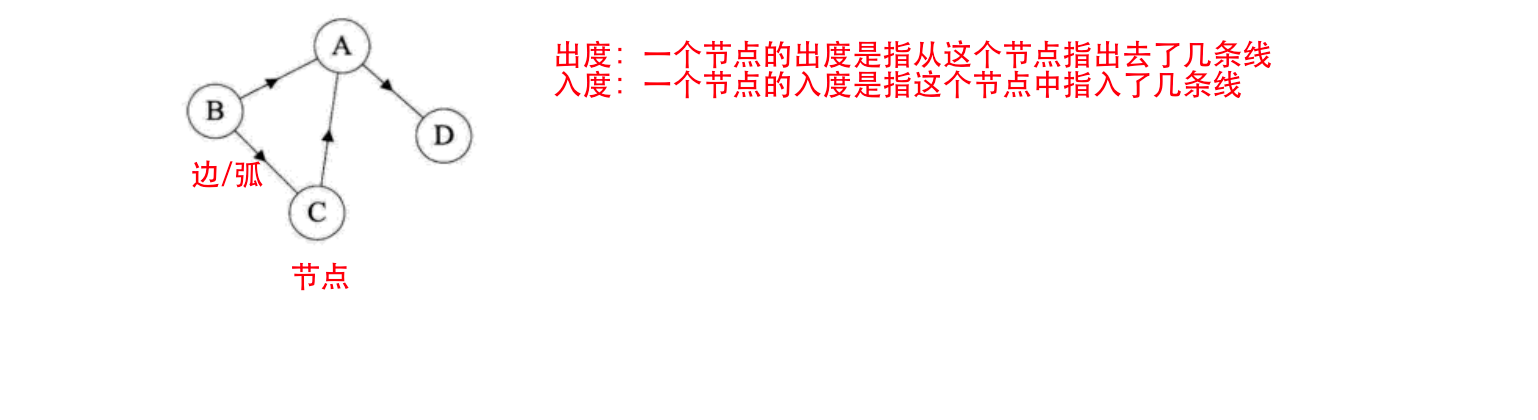 A
出度：一个节点的出度是指从这个节点指出去了几条线
入度：一个节点的入度是指这个节点中指入了几条线
B
D
边/弧
C
节点